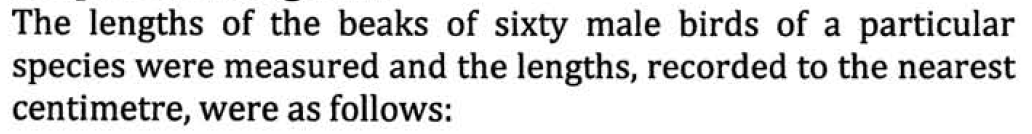 The lengths of the beaks of sixty male birds of a particular
species were measured and the lengths, recorded to the nearest
centimetre, were as follows: